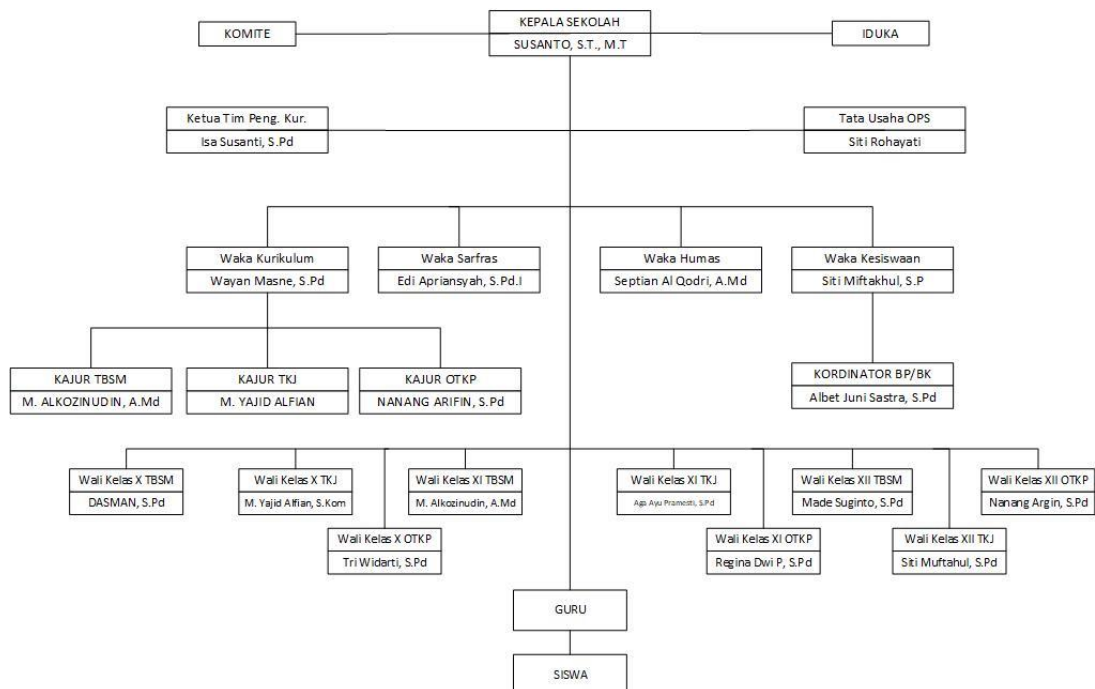 KOMITE
KEPALA SEKOLAH
SUSANTO, S.T., M.T
IDUKA
Ketua Tim Peng. Kur.
Isa Susanti, S.Pd
Tata Usaha OPS
Siti Rohayati
Waka Kurikulum
Wayan Masne, S.Pd
Waka Sarfras
Edi Apriansyah, S.Pd.I
Waka Humas
Septian Al Qodri, A.Md
Waka Kesiswaan
Siti Miftakhul, S.P
KAJUR TBSM
M. ALKOZINUDIN, A.Md
KAJUR TKJ
M. YAJID ALFIAN
KAJUR OTKP
NANANG ARIFIN, S.Pd
KORDINATOR BP/BK
Albet Juni Sastra, S.Pd
Wali Kelas X TBSM
DASMAN, S.Pd
Wali Kelas X TKJ
M. Yajid Alfian, S.Kom
Wali Kelas XI TBSM
M. Alkozinudin, A.Md
Wali Kelas XI TKJ
Aga Ayu Pramesti, S.Pd
Wali Kelas XII TBSM
Made Suginto, S.Pd
Wali Kelas XII OTKP
Nanang Argin, S.Pd
Wali Kelas X OTKP
Tri Widarti, S.Pd
Wali Kelas XI OTKP
Regina Dwi P, S.Pd
Wali Kelas XII TKJ
Siti Muftahul, S.Pd
GURU
SISWA